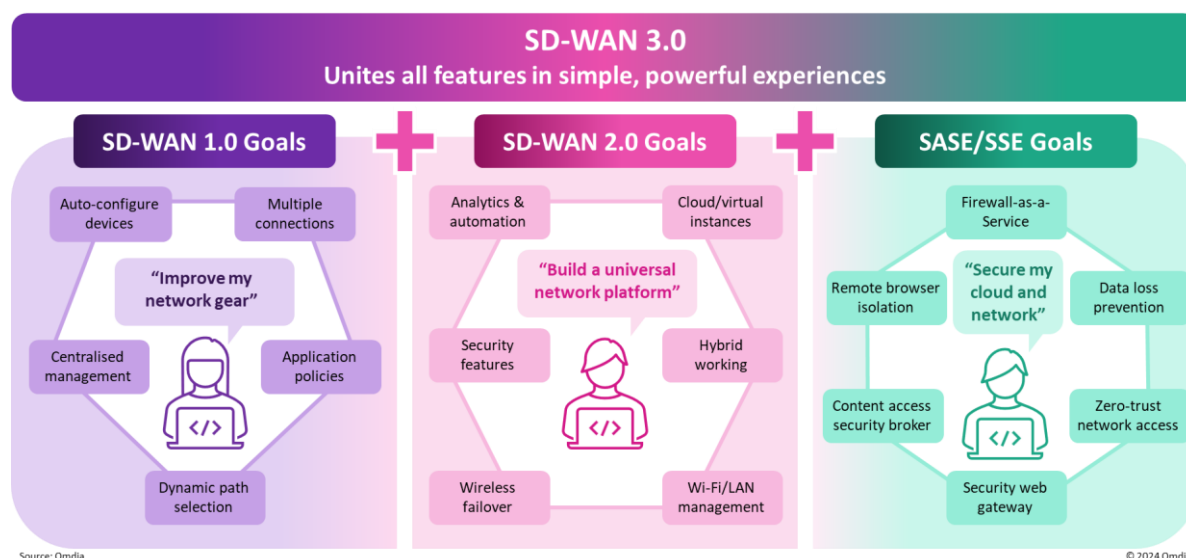 SD-WAN 3.0
Unites all features in simple, powerful experiences
SD-WAN 1.0 Goals
Auto-configure
devices
Multiple
connections
“Improve my
network gear”
Centralised
management
Application
policies
</>
Dynamic path
selection
SD-WAN 2.0 Goals
Analytics &
automation
Cloud/virtual
instances
“Build a universal
network platform”
Security
features
Hybrid
working
</>
Wireless
failover
Wi-Fi/LAN
management
SASE/SSE Goals
Firewall-as-a-
Service
Remote browser
isolation
“Secure my
cloud and
network”
Data loss
prevention
Content access
security broker
Zero-trust
network access
</>
Security web
gateway
Source: Omdia
© 2024 Omdia